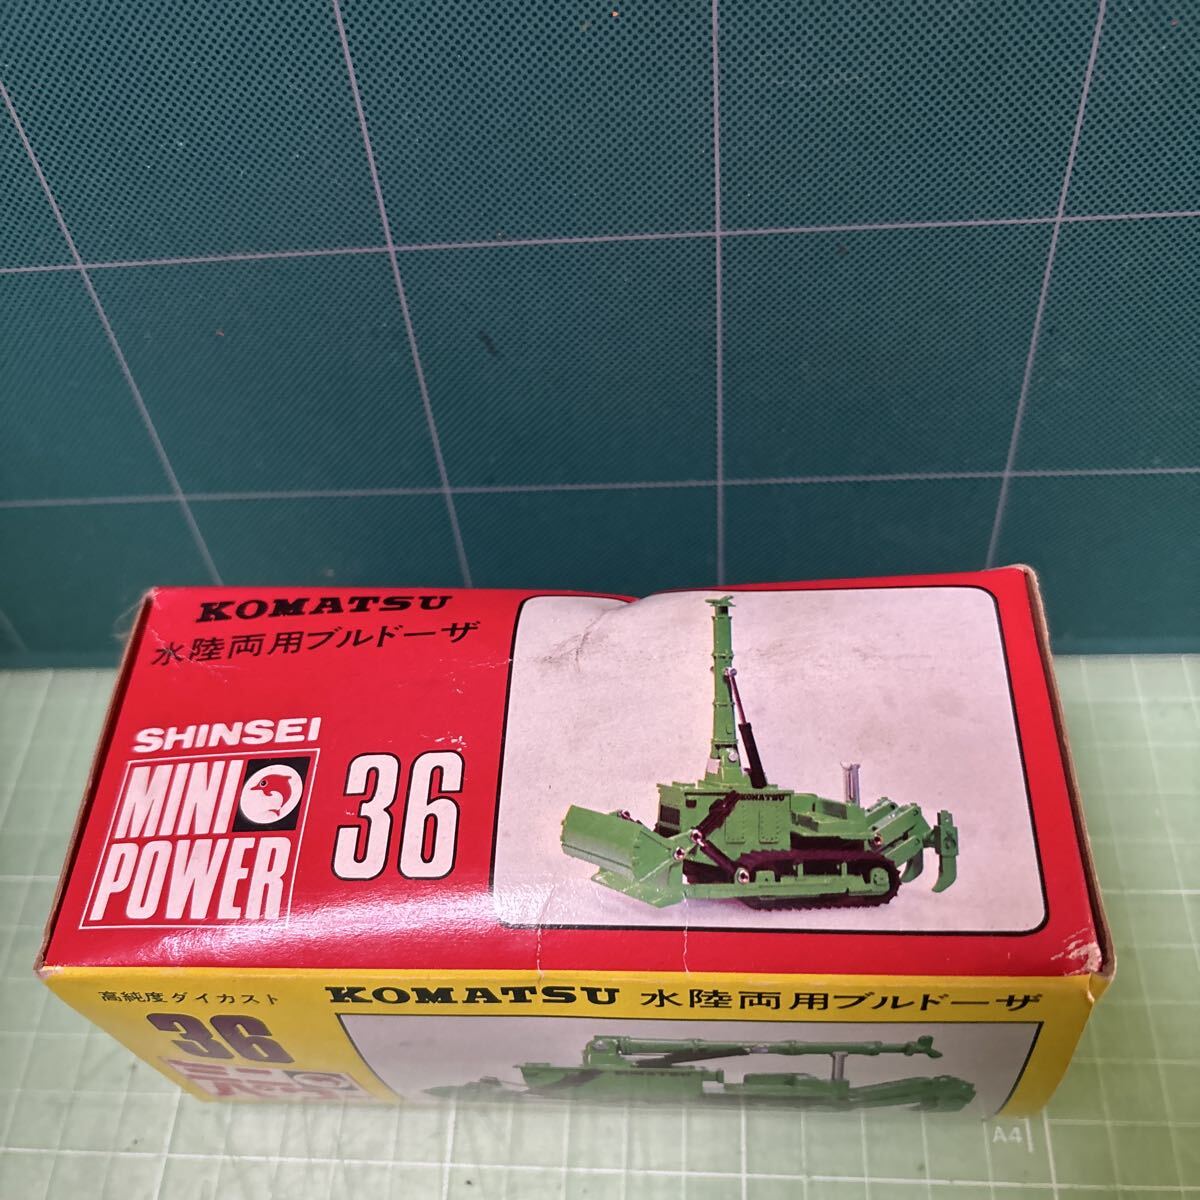 KOMATSU
水陸両用ブルドーザ
SHINSEI
MINI
POWER
36
KOMATSU
高純度ダイカスト
KOMATSU 水陸両用ブルドーザ
36
A4